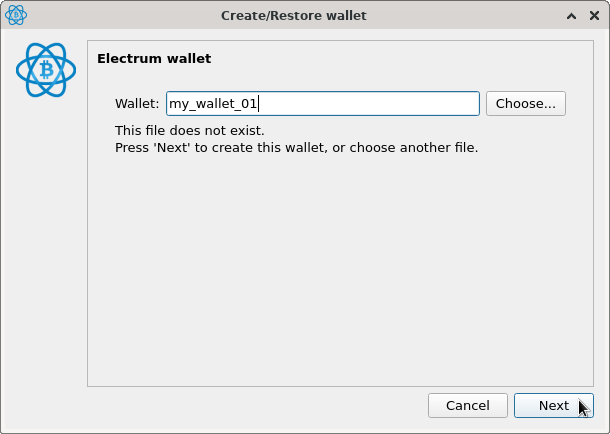 Create/Restore wallet
Electrum wallet
Wallet: my_wallet_01 Choose...
This file does not exist.
Press 'Next' to create this wallet, or choose another file.
Cancel Next